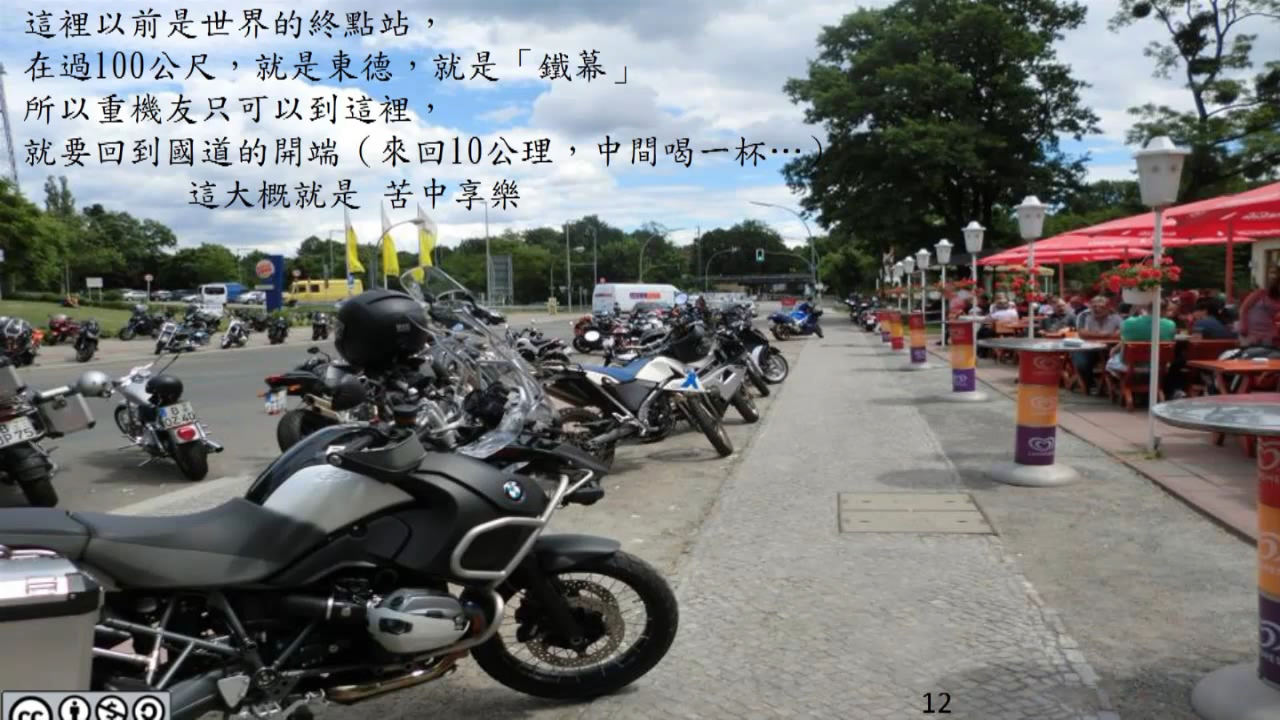 這裡以前是世界的終點站，
在過100公尺，就是東德，就是「鐵幕」
所以重機友只可以到這裡，
就要回到國道的開端（來回10公理，中間喝一杯…）
這大概就是 苦中享樂
12